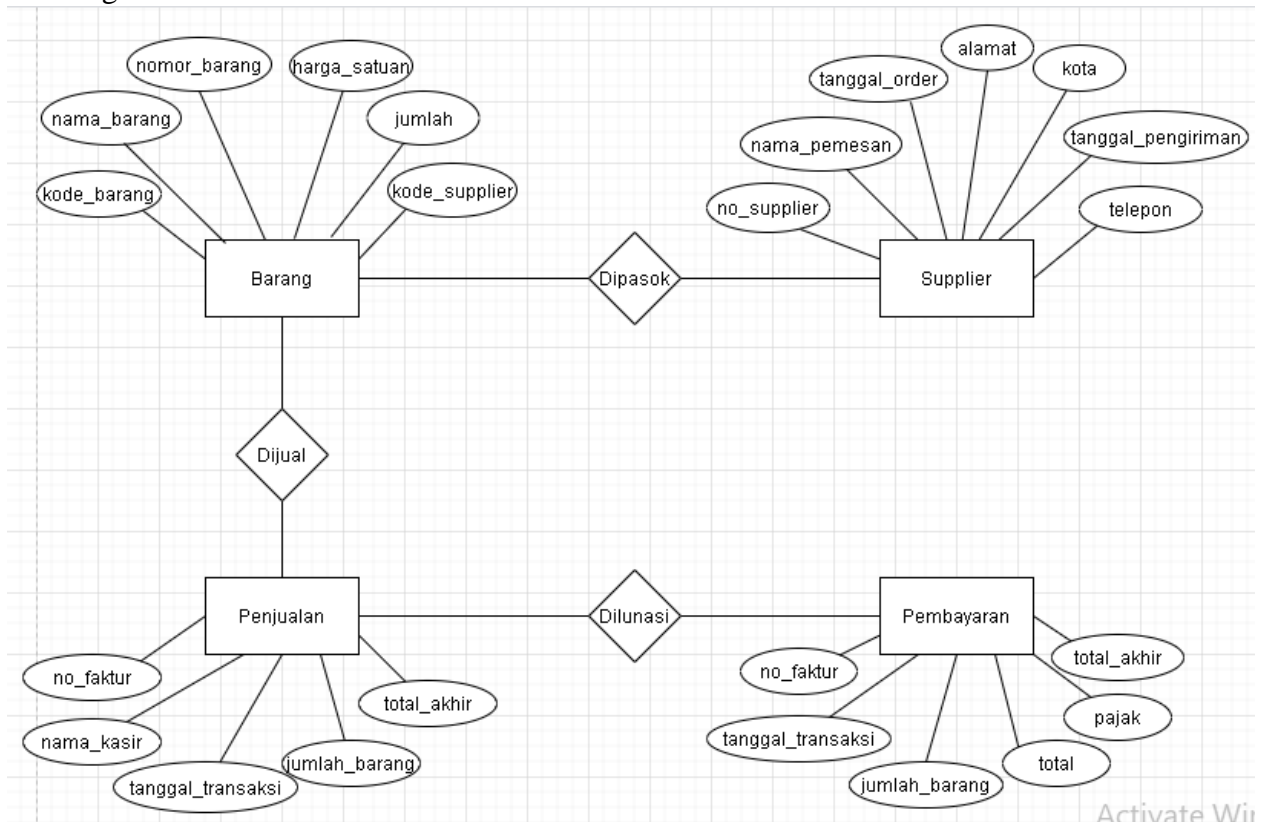 alamat
nomor_barang
harga_satuan
kota
tanggal_order
nama_barang
jumlah
tanggal_pengiriman
nama_pemesan
kode_barang
kode_supplier
no_supplier
telepon
Barang
Dipasok
Supplier
Dijual
Penjualan
Dilunasi
Pembayaran
no_faktur
total_akhir
no_faktur
total_akhir
nama_kasir
tanggal_transaksi
pajak
jumlah_barang
total
tanggal_transaksi
jumlah_barang
Activate Wi